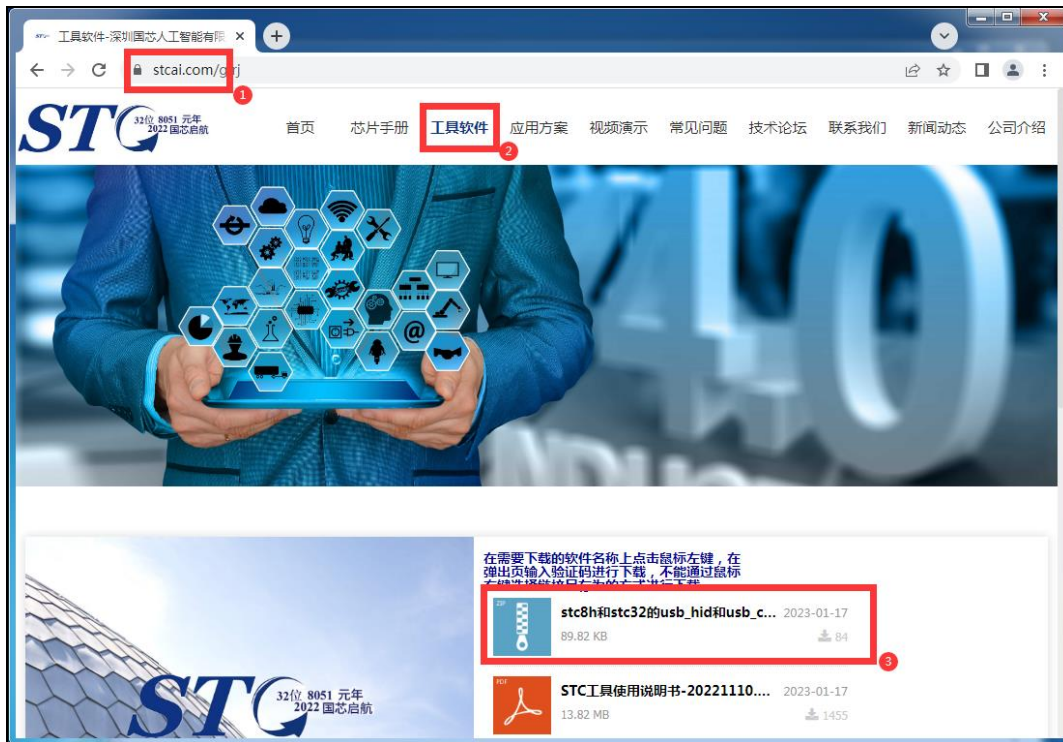 工具软件-深圳国芯人工智能有限
stcai.com/gjrj
1
STC
32位 8051 元年
2022 国芯启航
首页 芯片手册 工具软件 应用方案 视频演示 常见问题 技术论坛 联系我们 新闻动态 公司介绍
2
4.0
在需要下载的软件名称上点击鼠标左键，在
弹出页输入验证码进行下载，不能通过鼠标
ZIP
stc8h和stc32的usb_hid和usb_c... 2023-01-17
89.82 KB 84
3
STC
32位 8051 元年
2022 国芯启航
PDF
STC工具使用说明书-20221110.... 2023-01-17
13.82 MB 1455